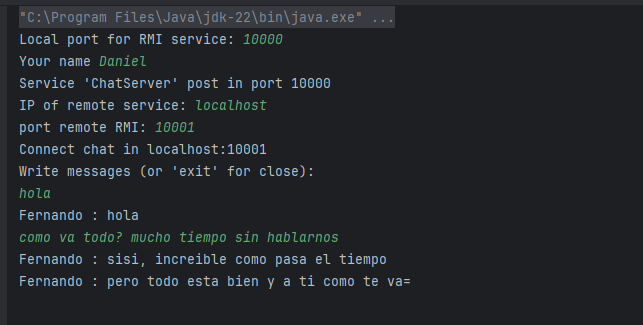 "C:\Program Files\Java\jdk-22\bin\java.exe" ...
Local port for RMI service: 10000
Your name Daniel
Service 'ChatServer' post in port 10000
IP of remote service: localhost
port remote RMI: 10001
Connect chat in localhost:10001
Write messages (or 'exit' for close):
hola
Fernando : hola
como va todo? mucho tiempo sin hablarnos
Fernando : sisi, increible como pasa el tiempo
Fernando : pero todo esta bien y a ti como te va=